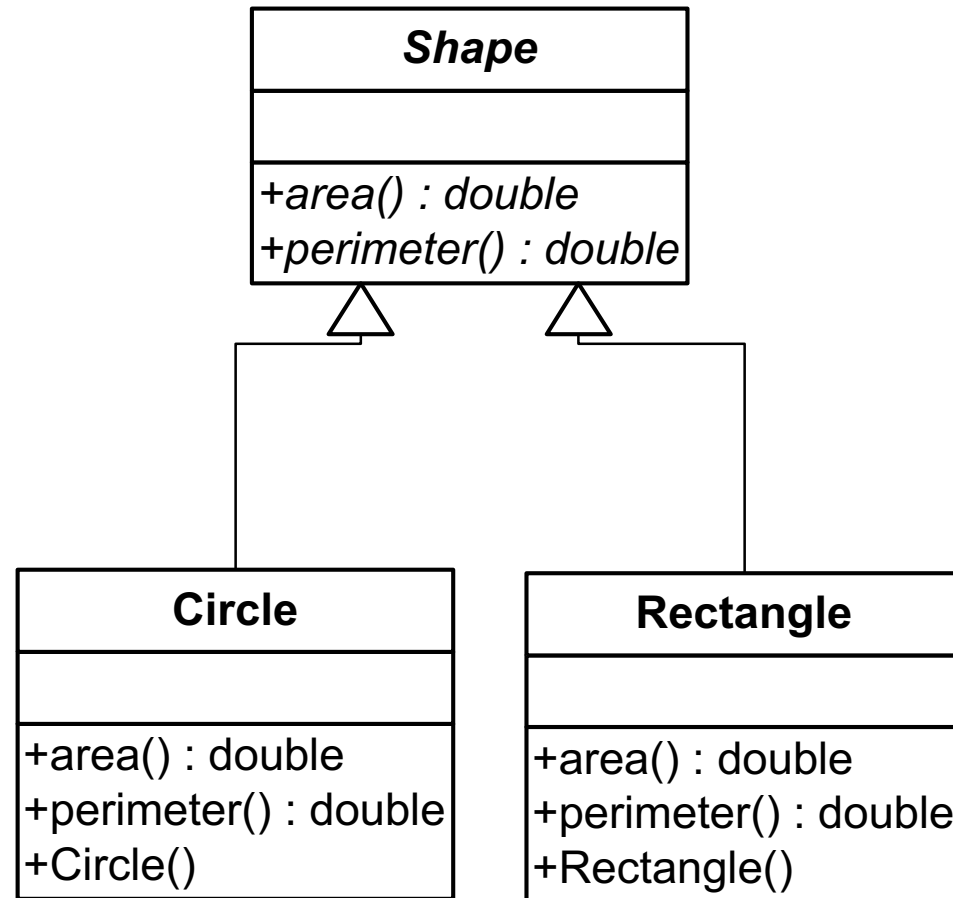 Shape
+area() : double
+perimeter() : double
Circle
+area() : double
+perimeter() : double
+Circle()
Rectangle
+area() : double
+perimeter() : double
+Rectangle()